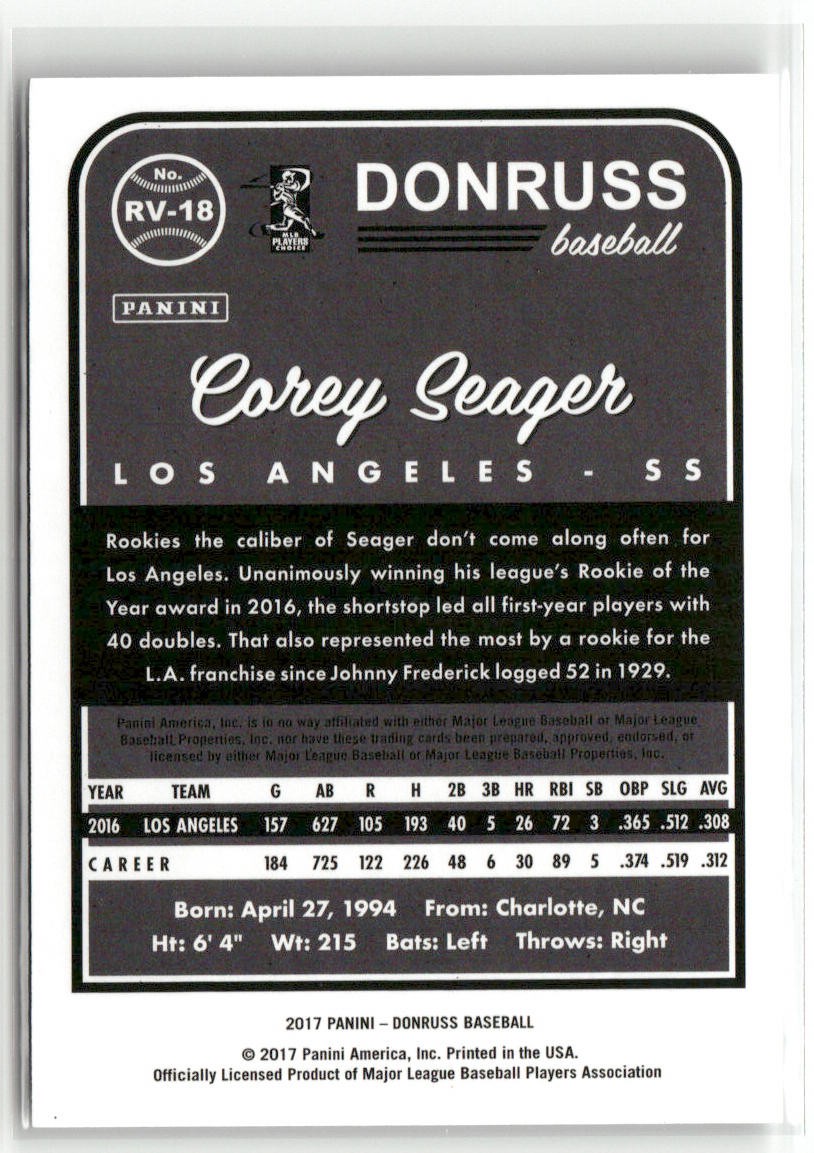 No.
RV-18
MLB
PLAYERS
CHOICE
DONRUSS
baseball
PANINI
Corey Seager
LOS ANGELES - SS
Rookies the caliber of Seager don't come along often for
Los Angeles. Unanimously winning his league's Rookie of the
Year award in 2016, the shortstop led all first-year players with
40 doubles. That also represented the most by a rookie for the
L.A. franchise since Johnny Frederick logged 52 in 1929.
Panini America, Inc. is in no way affiliated with either Major League Baseball or Major League
Baseball Properties, Inc. nor have these trading cards been prepared, approved, endorsed, or
licensed by either Major League Baseball or Major League Baseball Properties, Inc.
YEAR TEAM G AB R H 2B 3B HR RBI SB OBP SLG AVG
2016 LOS ANGELES 157 627 105 193 40 5 26 72 3 .365 .512 .308
CAREER 184 725 122 226 48 6 30 89 5 .374 .519 .312
Born: April 27, 1994 From: Charlotte, NC
Ht: 6' 4" Wt: 215 Bats: Left Throws: Right
2017 PANINI – DONRUSS BASEBALL
© 2017 Panini America, Inc. Printed in the USA.
Officially Licensed Product of Major League Baseball Players Association